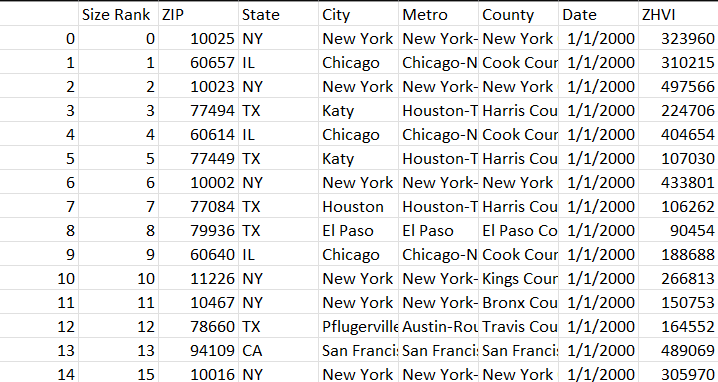 Size Rank ZIP State City Metro County Date ZHVI
0 0 10025 NY New York New York- New York 1/1/2000 323960
1 1 60657 IL Chicago Chicago-N Cook Cour 1/1/2000 310215
2 2 10023 NY New York New York- New York 1/1/2000 497566
3 3 77494 TX Katy Houston-T Harris Cou 1/1/2000 224706
4 4 60614 IL Chicago Chicago-N Cook Cour 1/1/2000 404654
5 5 77449 TX Katy Houston-T Harris Cou 1/1/2000 107030
6 6 10002 NY New York New York- New York 1/1/2000 433801
7 7 77084 TX Houston Houston-T Harris Cou 1/1/2000 106262
8 8 79936 TX El Paso El Paso El Paso Co 1/1/2000 90454
9 9 60640 IL Chicago Chicago-N Cook Cour 1/1/2000 188688
10 10 11226 NY New York New York- Kings Cour 1/1/2000 266813
11 11 10467 NY New York New York- Bronx Cou 1/1/2000 150753
12 12 78660 TX Pflugerville Austin-Rou Travis Cou 1/1/2000 164552
13 13 94109 CA San Francis San Francis San Francis 1/1/2000 489069
14 15 10016 NY New York New York- New York 1/1/2000 305970